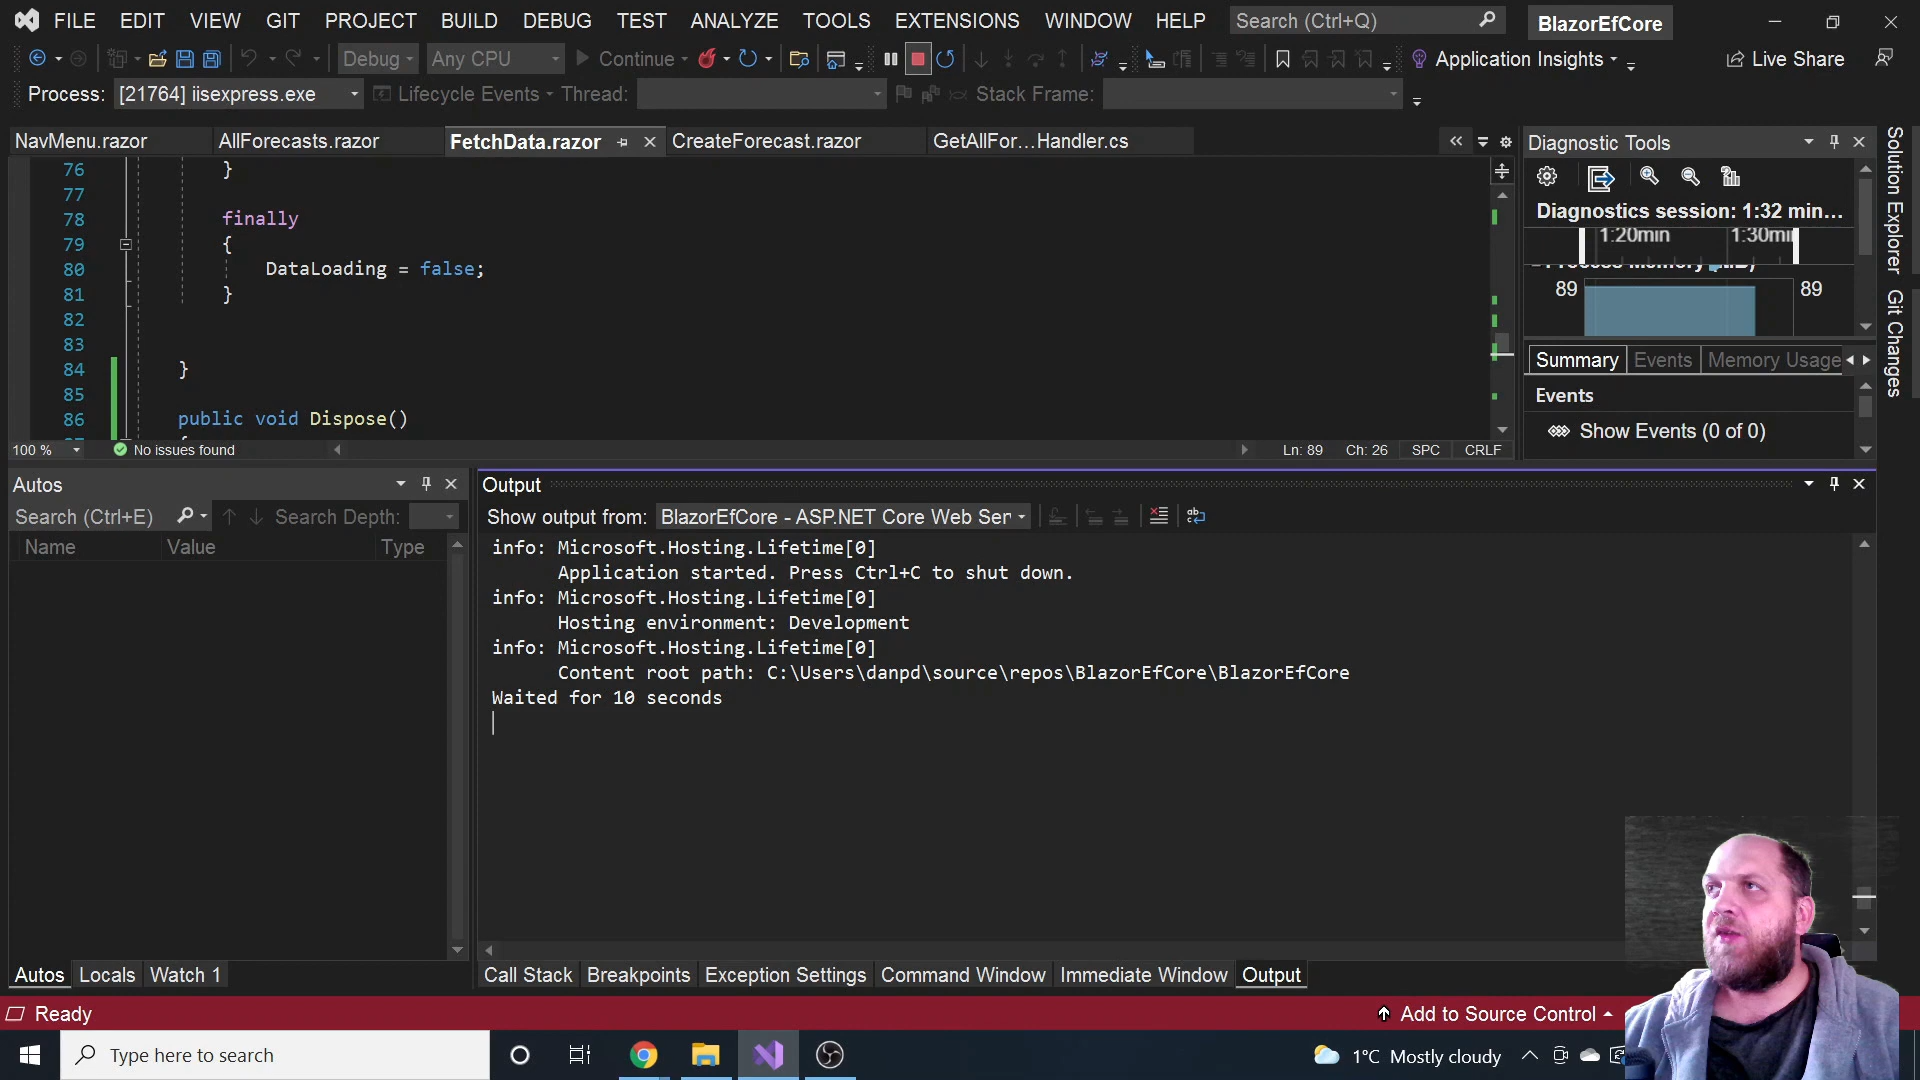 FILE EDIT VIEW GIT PROJECT BUILD DEBUG TEST ANALYZE TOOLS EXTENSIONS WINDOW HELP Search (Ctrl+Q) BlazorEfCore
Debug Any CPU Continue Application Insights Live Share
Process: [21764] iisexpress.exe Lifecycle Events Thread: Stack Frame:
NavMenu.razor AllForecasts.razor FetchData.razor CreateForecast.razor GetAllFor...Handler.cs
76 }
77
78 finally
79 {
80 DataLoading = false;
81 }
82
83
84 }
85
86 public void Dispose()
100 % No issues found Ln: 89 Ch: 26 SPC CRLF
Diagnostic Tools
Diagnostics session: 1:32 min...
1:20min 1:30min
89 89
Summary Events Memory Usage
Events
Show Events (0 of 0)
Solution Explorer
Git Changes
Autos
Search (Ctrl+E) Search Depth:
Name Value Type
Autos Locals Watch 1
Output
Show output from: BlazorEfCore - ASP.NET Core Web Ser
info: Microsoft.Hosting.Lifetime[0]
Application started. Press Ctrl+C to shut down.
info: Microsoft.Hosting.Lifetime[0]
Hosting environment: Development
info: Microsoft.Hosting.Lifetime[0]
Content root path: C:\Users\danpd\source\repos\BlazorEfCore\BlazorEfCore
Waited for 10 seconds
Call Stack Breakpoints Exception Settings Command Window Immediate Window Output
Ready Add to Source Control
Type here to search 1°C Mostly cloudy